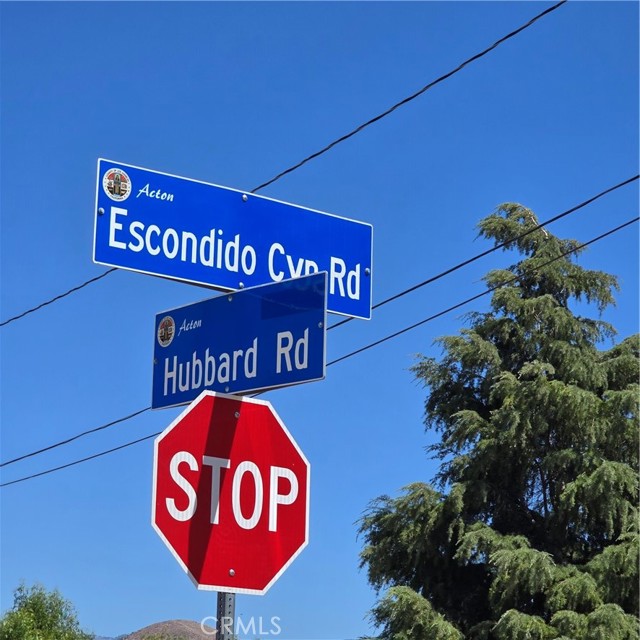 Acton
Escondido Cyn Rd
Acton
Hubbard Rd
STOP
CRMLS